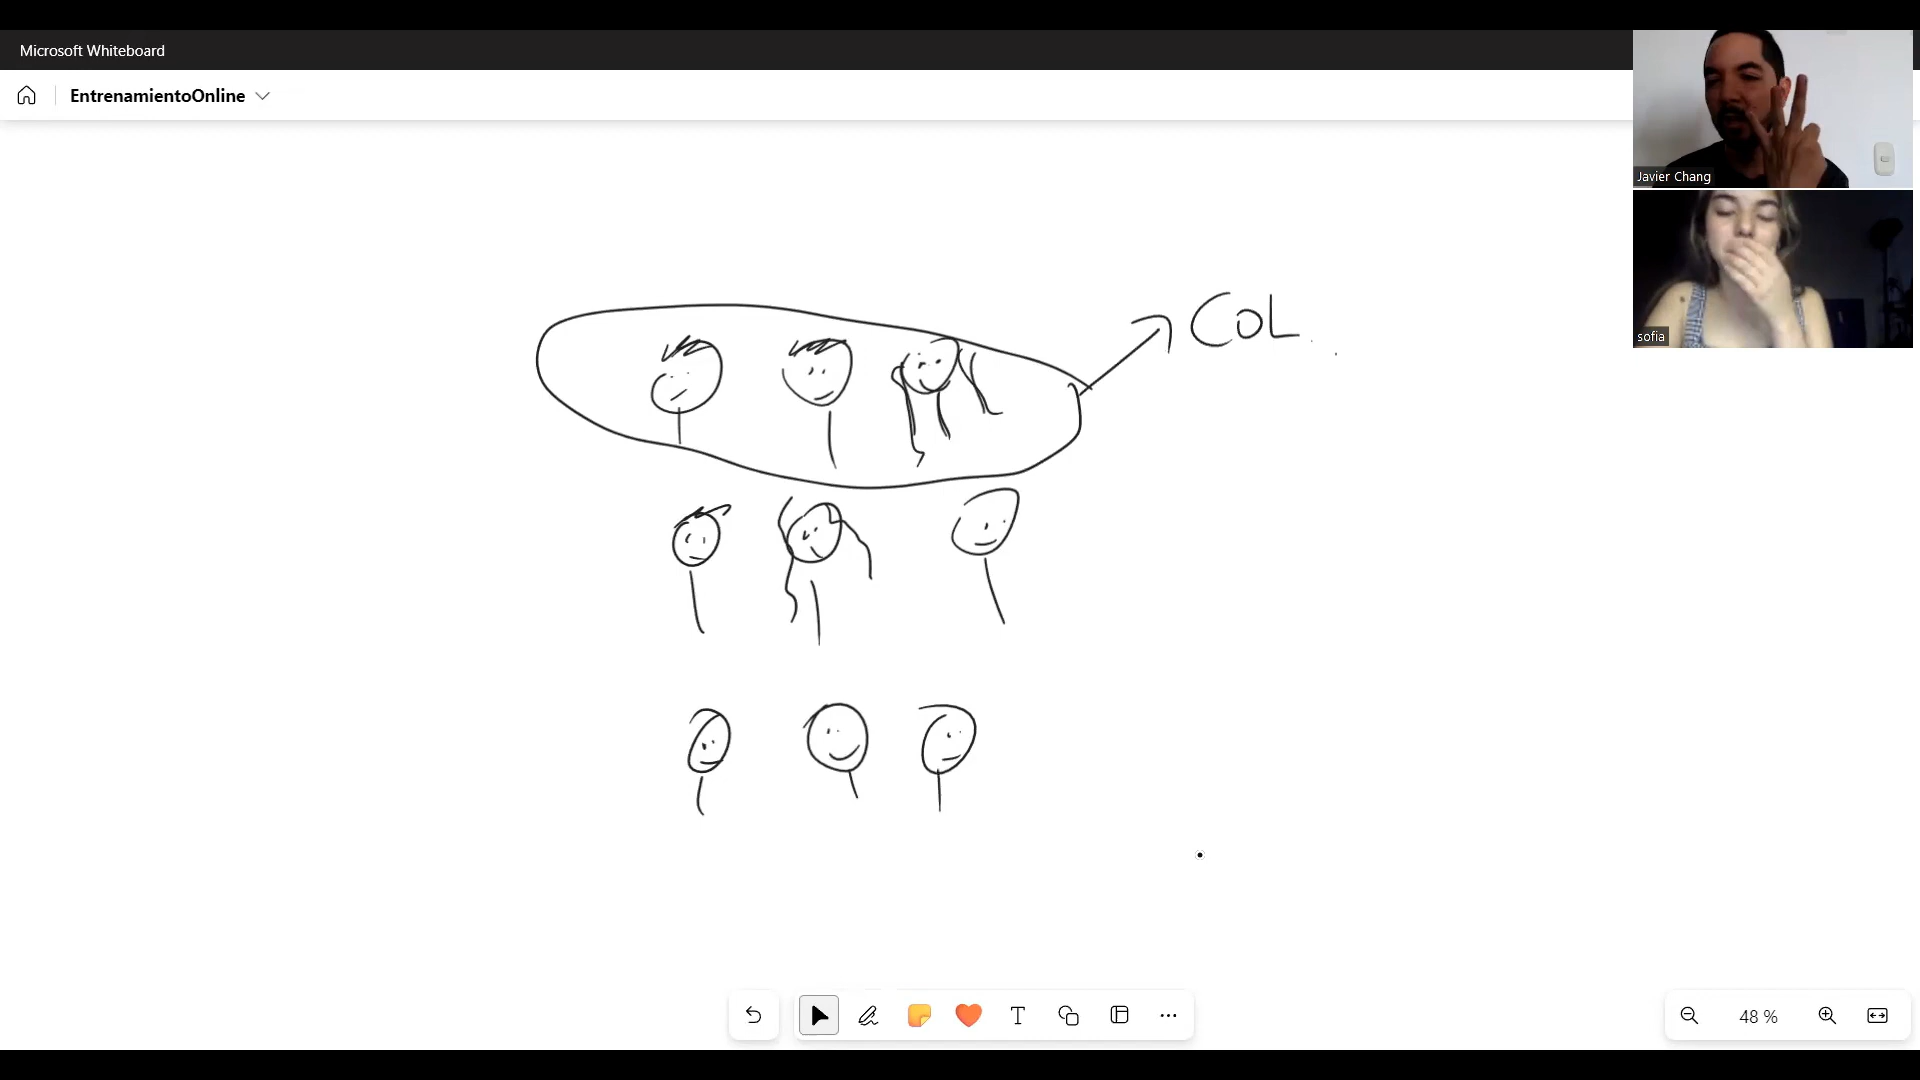 Microsoft Whiteboard
EntrenamientoOnline
Javier Chang
sofia
COL
48 %